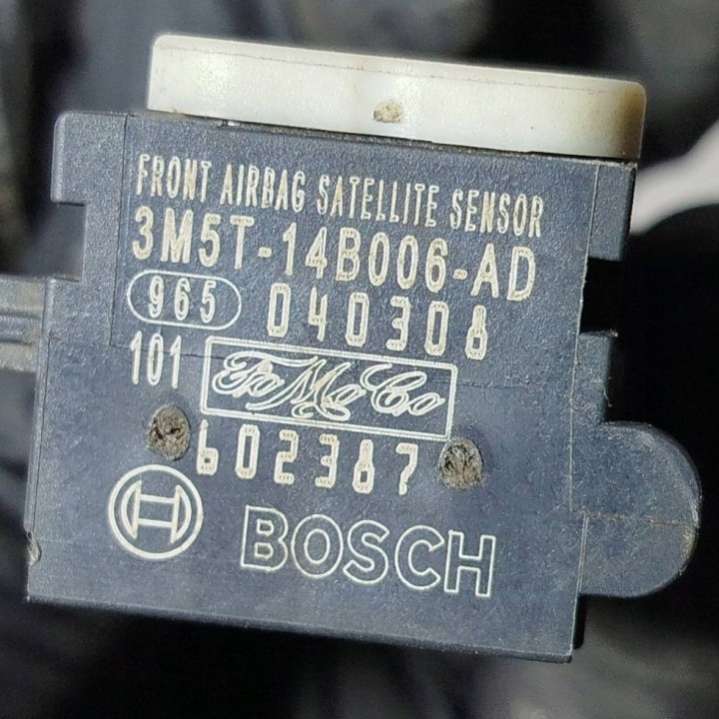 FRONT AIRBAG SATELLITE SENSOR
3M5T-14B006-AD
965 040308
101 FoMoCo
602387
BOSCH